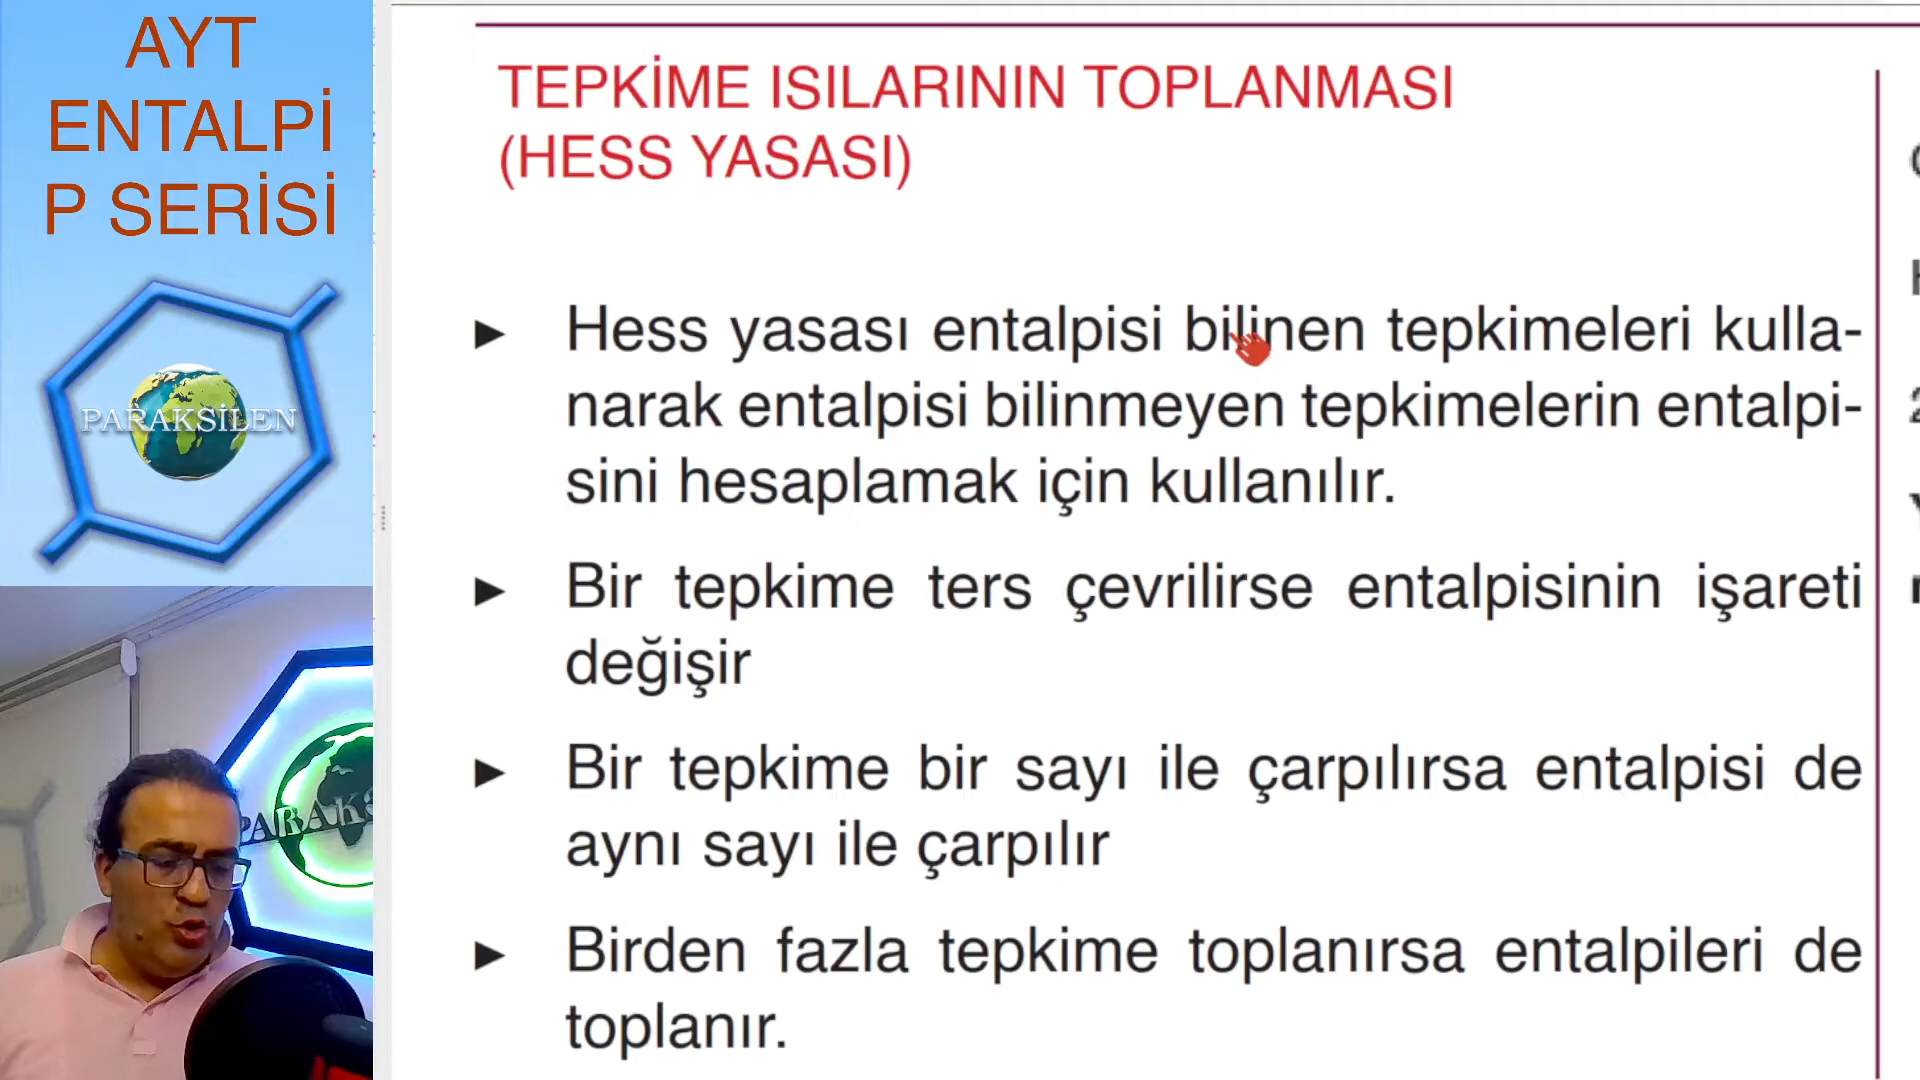 AYT
ENTALPİ
P SERİSİ
PARAKSİLEN
TEPKİME ISILARININ TOPLANMASI
(HESS YASASI)
► Hess yasası entalpisi bilinen tepkimeleri kulla-
narak entalpisi bilinmeyen tepkimelerin entalpi-
sini hesaplamak için kullanılır.
► Bir tepkime ters çevrilirse entalpisinin işareti
değişir
► Bir tepkime bir sayı ile çarpılırsa entalpisi de
aynı sayı ile çarpılır
► Birden fazla tepkime toplanırsa entalpileri de
toplanır.